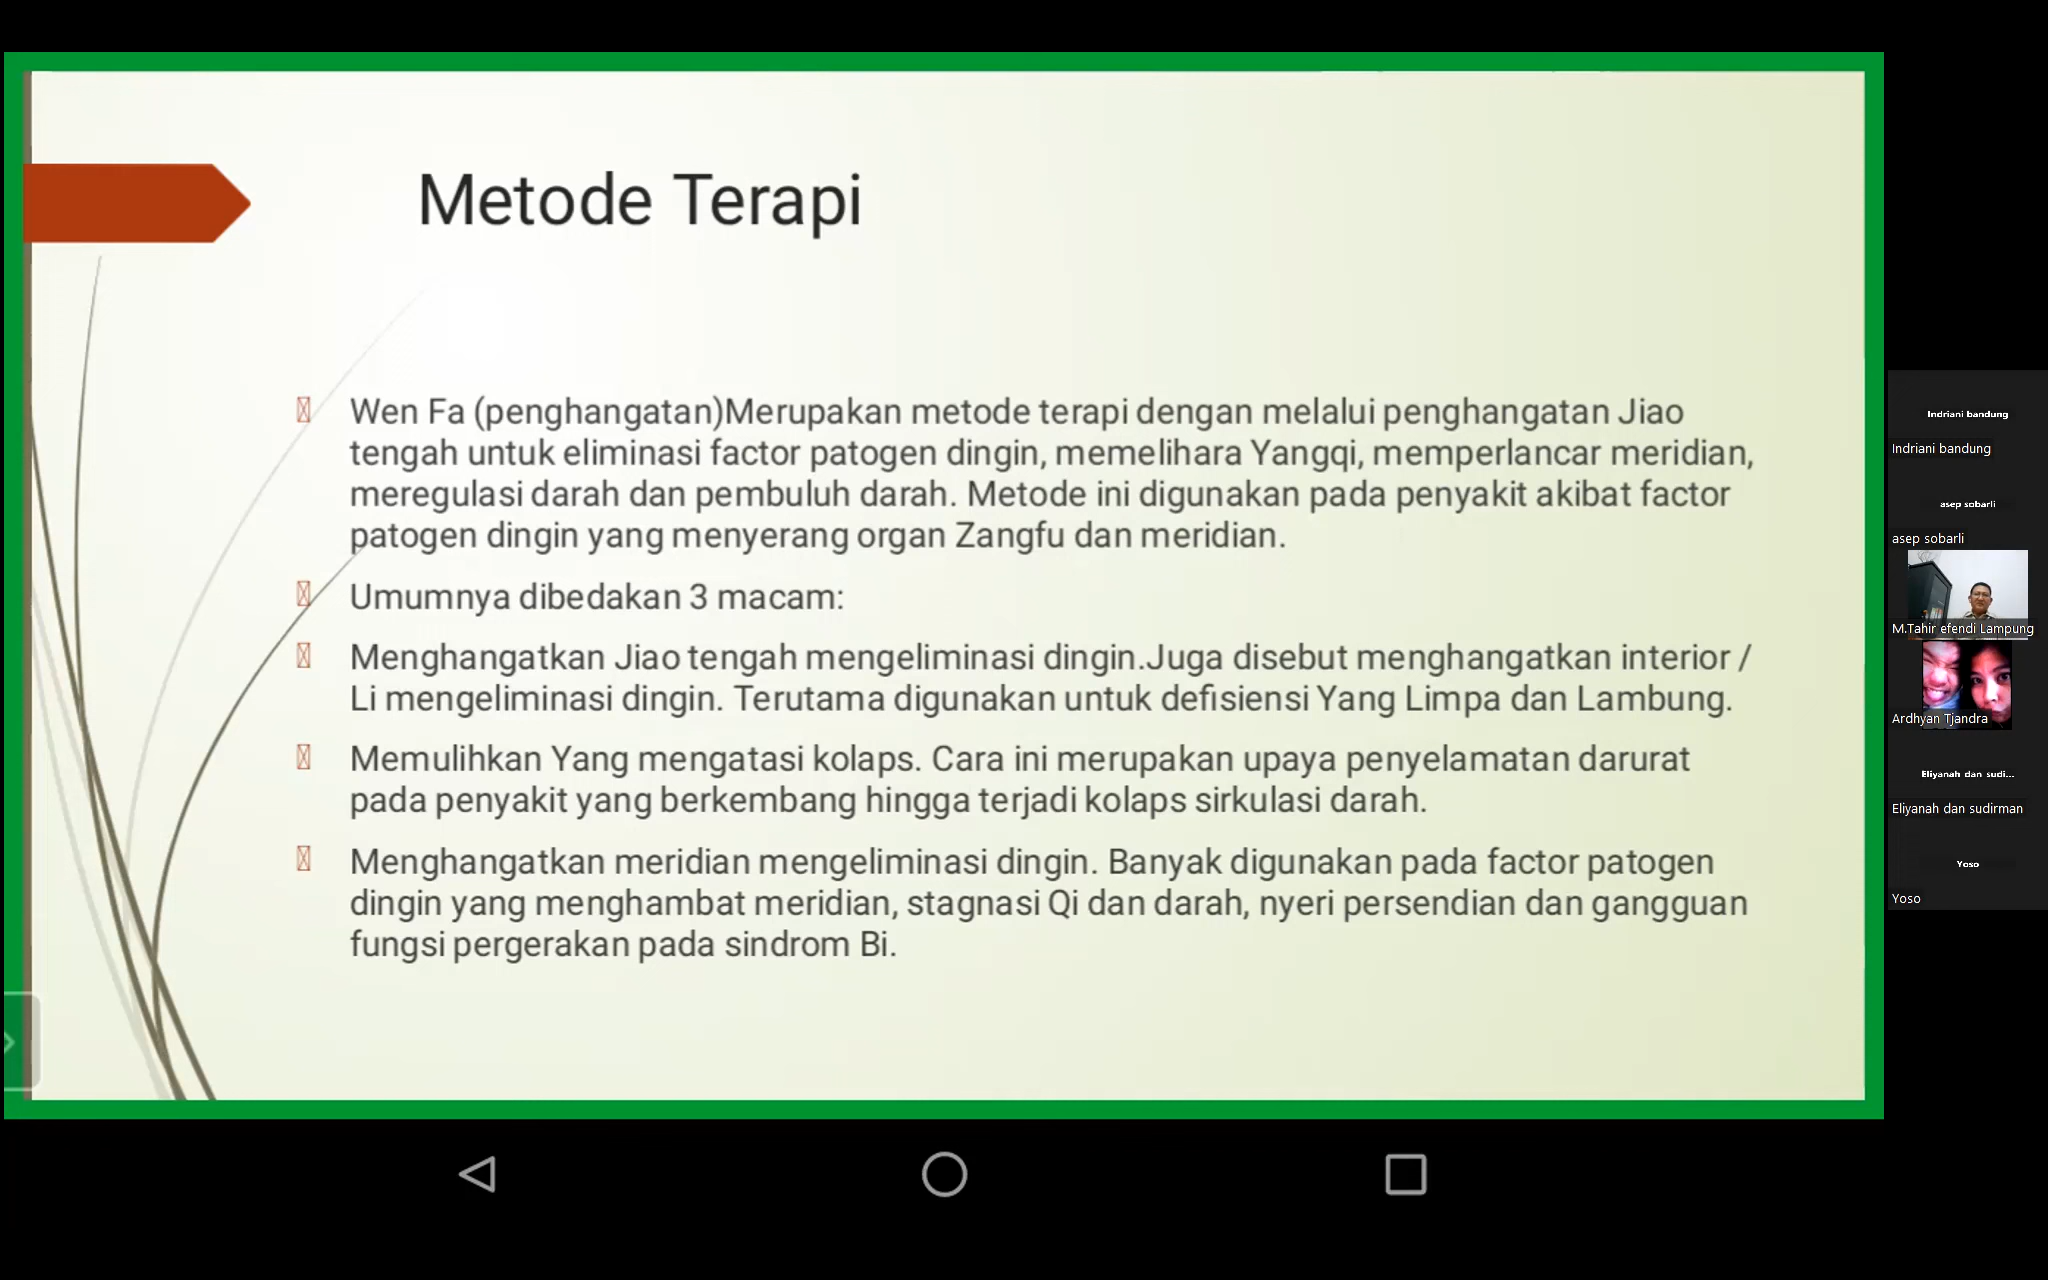 Metode Terapi
Wen Fa (penghangatan)Merupakan metode terapi dengan melalui penghangatan Jiao
tengah untuk eliminasi factor patogen dingin, memelihara Yangqi, memperlancar meridian,
meregulasi darah dan pembuluh darah. Metode ini digunakan pada penyakit akibat factor
patogen dingin yang menyerang organ Zangfu dan meridian.
Umumnya dibedakan 3 macam:
Menghangatkan Jiao tengah mengeliminasi dingin.Juga disebut menghangatkan interior /
Li mengeliminasi dingin. Terutama digunakan untuk defisiensi Yang Limpa dan Lambung.
Memulihkan Yang mengatasi kolaps. Cara ini merupakan upaya penyelamatan darurat
pada penyakit yang berkembang hingga terjadi kolaps sirkulasi darah.
Menghangatkan meridian mengeliminasi dingin. Banyak digunakan pada factor patogen
dingin yang menghambat meridian, stagnasi Qi dan darah, nyeri persendian dan gangguan
fungsi pergerakan pada sindrom Bi.
Indriani bandung
Indriani bandung
asep sobarli
asep sobarli
M.Tahir efendi Lampung
Ardhyan Tjandra
Eliyanah dan sudi...
Eliyanah dan sudirman
Yoso
Yoso